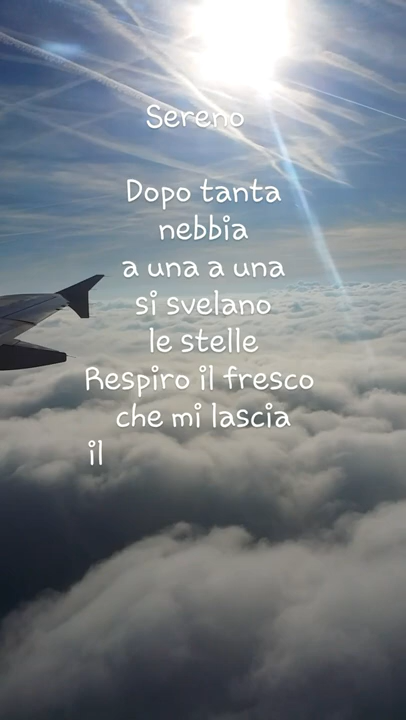 Sereno
Dopo tanta
nebbia
a una a una
si svelano
le stelle
Respiro il fresco
che mi lascia
il